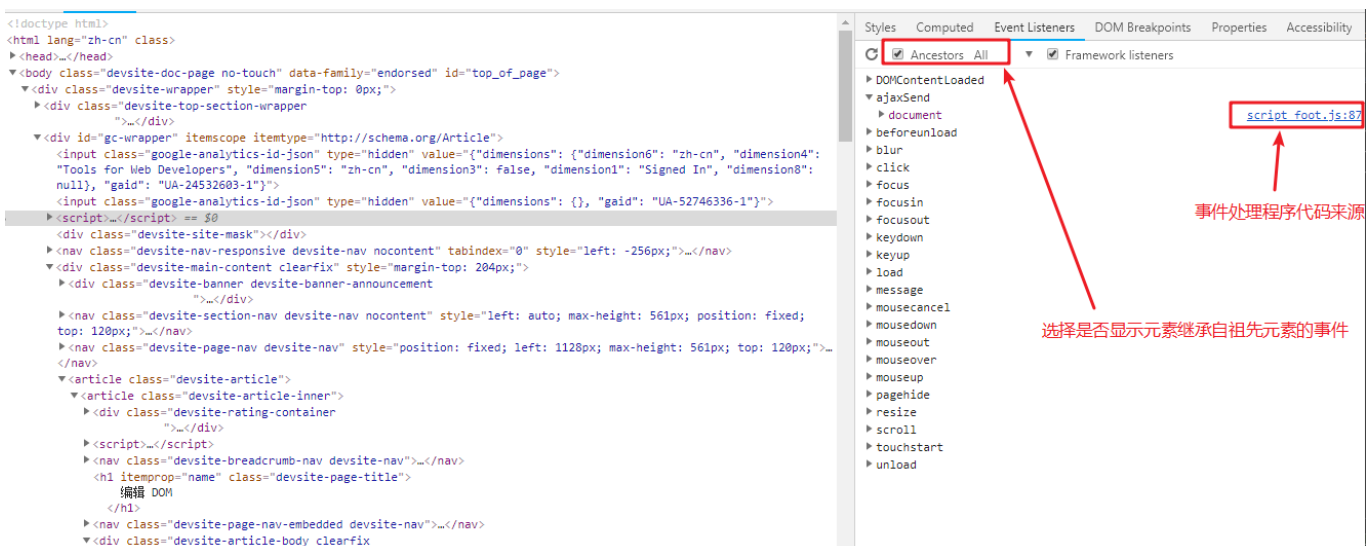 <!doctype html>
<html lang="zh-cn" class>
▶<head>…</head>
▼<body class="devsite-doc-page no-touch" data-family="endorsed" id="top_of_page">
▼<div class="devsite-wrapper" style="margin-top: 0px;">
▶<div class="devsite-top-section-wrapper
">…</div>
▼<div id="gc-wrapper" itemscope itemtype="http://schema.org/Article">
<input class="google-analytics-id-json" type="hidden" value="{"dimensions": {"dimension6": "zh-cn", "dimension4":
"Tools for Web Developers", "dimension5": "zh-cn", "dimension3": false, "dimension1": "Signed In", "dimension8":
null}, "gaid": "UA-24532603-1"}">
<input class="google-analytics-id-json" type="hidden" value="{"dimensions": {}, "gaid": "UA-52746336-1"}">
▶<script>…</script> == $0
<div class="devsite-site-mask"></div>
▶<nav class="devsite-nav-responsive devsite-nav nocontent" tabindex="0" style="left: -256px;">…</nav>
▼<div class="devsite-main-content clearfix" style="margin-top: 204px;">
▶<div class="devsite-banner devsite-banner-announcement
">…</div>
▶<nav class="devsite-section-nav devsite-nav nocontent" style="left: auto; max-height: 561px; position: fixed;
top: 120px;">…</nav>
▶<nav class="devsite-page-nav devsite-nav" style="position: fixed; left: 1128px; max-height: 561px; top: 120px;">…
</nav>
▼<article class="devsite-article">
▼<article class="devsite-article-inner">
▶<div class="devsite-rating-container
">…</div>
▶<script>…</script>
▶<nav class="devsite-breadcrumb-nav devsite-nav">…</nav>
<h1 itemprop="name" class="devsite-page-title">
编辑 DOM
</h1>
▶<nav class="devsite-page-nav-embedded devsite-nav">…</nav>
▼<div class="devsite-article-body clearfix
Styles Computed Event Listeners DOM Breakpoints Properties Accessibility
Ancestors All ▼ Framework listeners
▶DOMContentLoaded
▼ajaxSend
▶document script_foot.js:87
▶beforeunload
▶blur
▶click
▶focus
▶focusin
▶focusout
▶keydown
▶keyup
▶load
▶message
▶mousecancel
▶mousedown
▶mouseout
▶mouseover
▶mouseup
▶pagehide
▶resize
▶scroll
▶touchstart
▶unload
事件处理程序代码来源
选择是否显示元素继承自祖先元素的事件